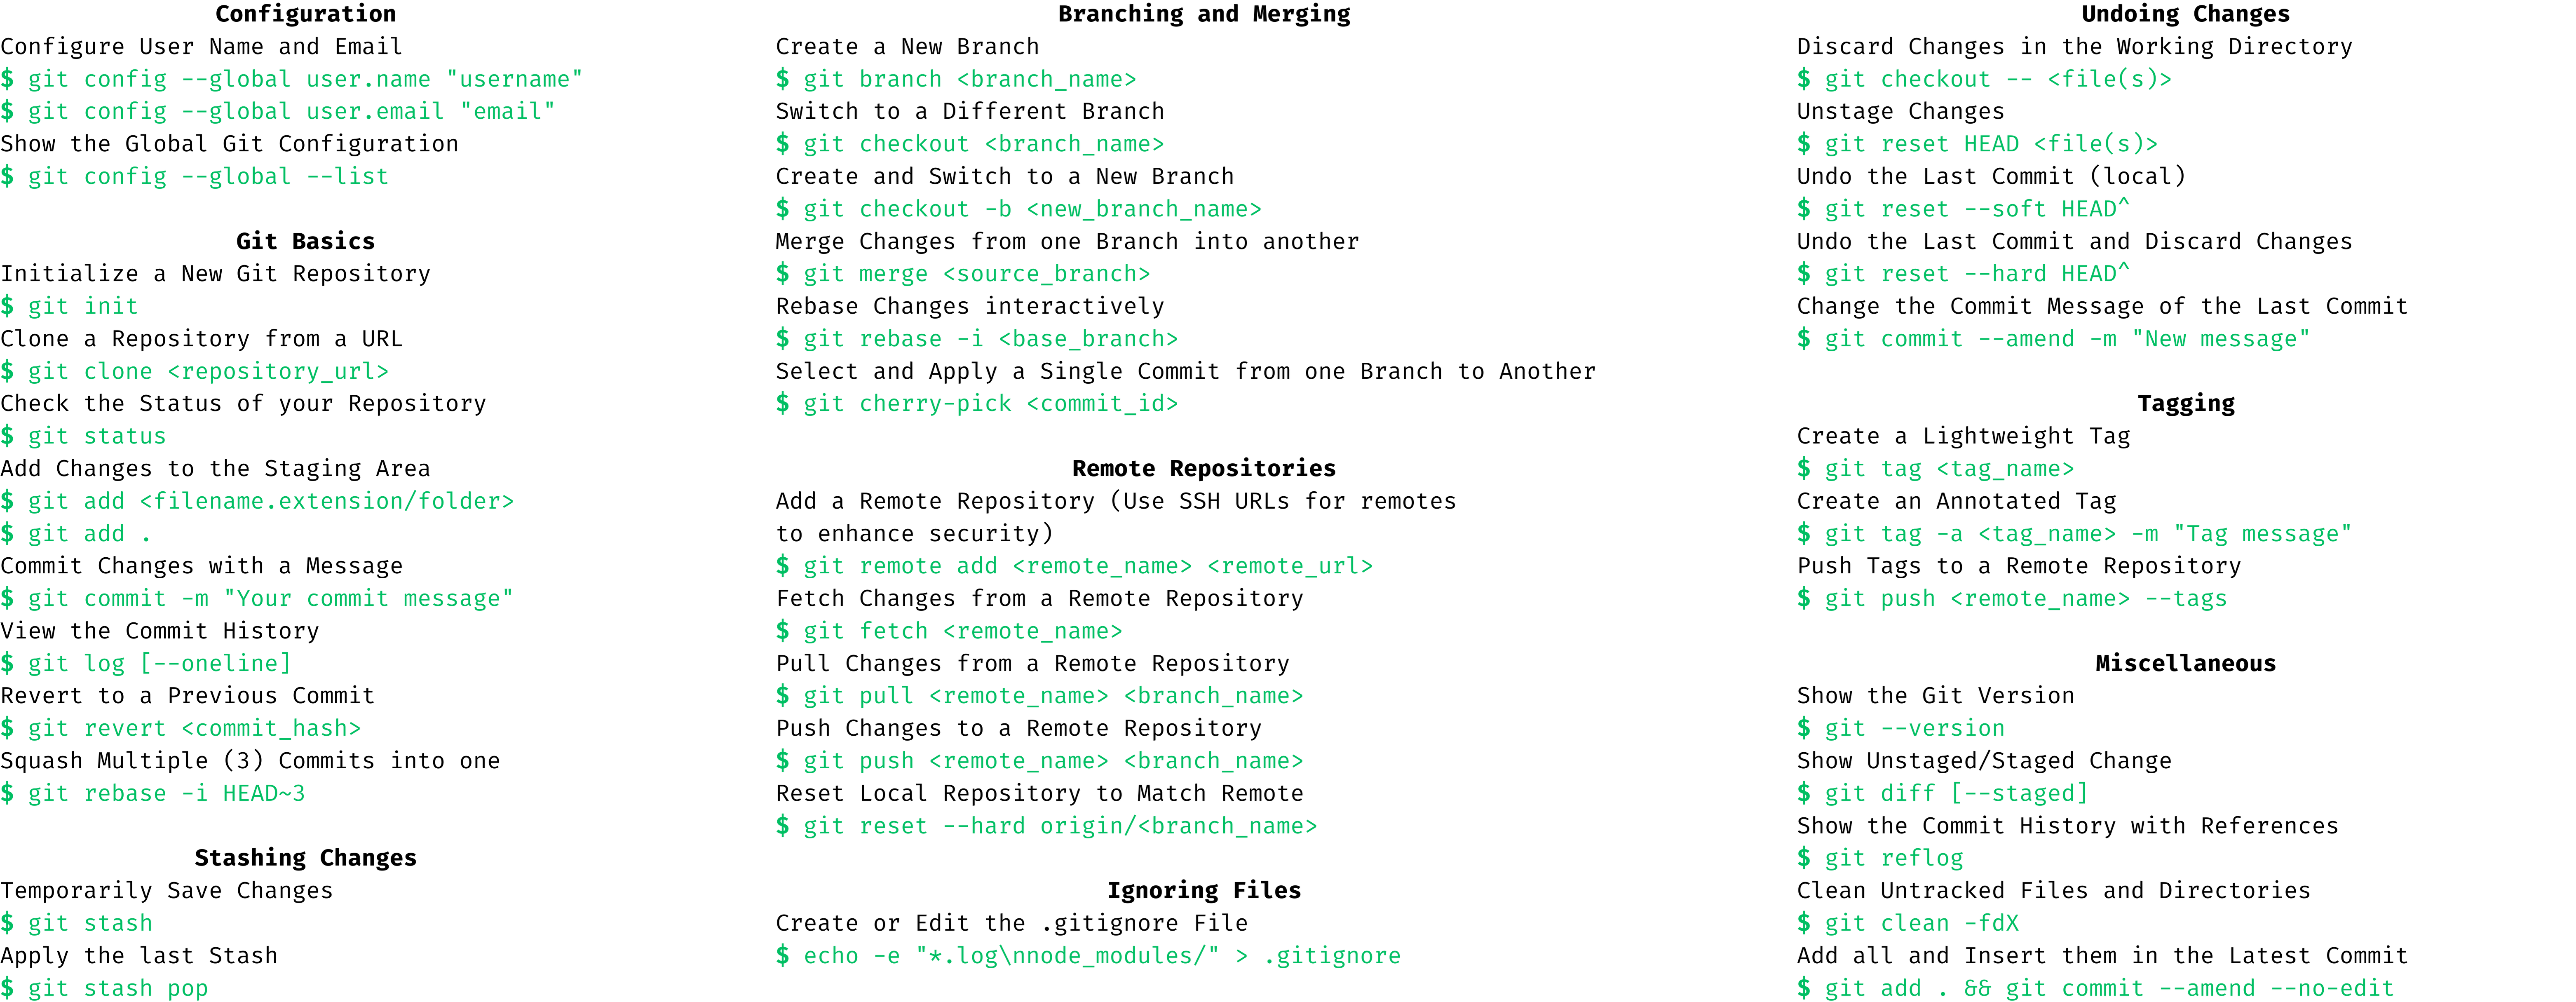 Configuration
Configure User Name and Email
$ git config --global user.name "username"
$ git config --global user.email "email"
Show the Global Git Configuration
$ git config --global --list
Git Basics
Initialize a New Git Repository
$ git init
Clone a Repository from a URL
$ git clone <repository_url>
Check the Status of your Repository
$ git status
Add Changes to the Staging Area
$ git add <filename.extension/folder>
$ git add .
Commit Changes with a Message
$ git commit -m "Your commit message"
View the Commit History
$ git log [--oneline]
Revert to a Previous Commit
$ git revert <commit_hash>
Squash Multiple (3) Commits into one
$ git rebase -i HEAD~3
Stashing Changes
Temporarily Save Changes
$ git stash
Apply the last Stash
$ git stash pop
Branching and Merging
Create a New Branch
$ git branch <branch_name>
Switch to a Different Branch
$ git checkout <branch_name>
Create and Switch to a New Branch
$ git checkout -b <new_branch_name>
Merge Changes from one Branch into another
$ git merge <source_branch>
Rebase Changes interactively
$ git rebase -i <base_branch>
Select and Apply a Single Commit from one Branch to Another
$ git cherry-pick <commit_id>
Remote Repositories
Add a Remote Repository (Use SSH URLs for remotes
to enhance security)
$ git remote add <remote_name> <remote_url>
Fetch Changes from a Remote Repository
$ git fetch <remote_name>
Pull Changes from a Remote Repository
$ git pull <remote_name> <branch_name>
Push Changes to a Remote Repository
$ git push <remote_name> <branch_name>
Reset Local Repository to Match Remote
$ git reset --hard origin/<branch_name>
Ignoring Files
Create or Edit the .gitignore File
$ echo -e "*.log\nnode_modules/" > .gitignore
Undoing Changes
Discard Changes in the Working Directory
$ git checkout -- <file(s)>
Unstage Changes
$ git reset HEAD <file(s)>
Undo the Last Commit (local)
$ git reset --soft HEAD^
Undo the Last Commit and Discard Changes
$ git reset --hard HEAD^
Change the Commit Message of the Last Commit
$ git commit --amend -m "New message"
Tagging
Create a Lightweight Tag
$ git tag <tag_name>
Create an Annotated Tag
$ git tag -a <tag_name> -m "Tag message"
Push Tags to a Remote Repository
$ git push <remote_name> --tags
Miscellaneous
Show the Git Version
$ git --version
Show Unstaged/Staged Change
$ git diff [--staged]
Show the Commit History with References
$ git reflog
Clean Untracked Files and Directories
$ git clean -fdX
Add all and Insert them in the Latest Commit
$ git add . && git commit --amend --no-edit